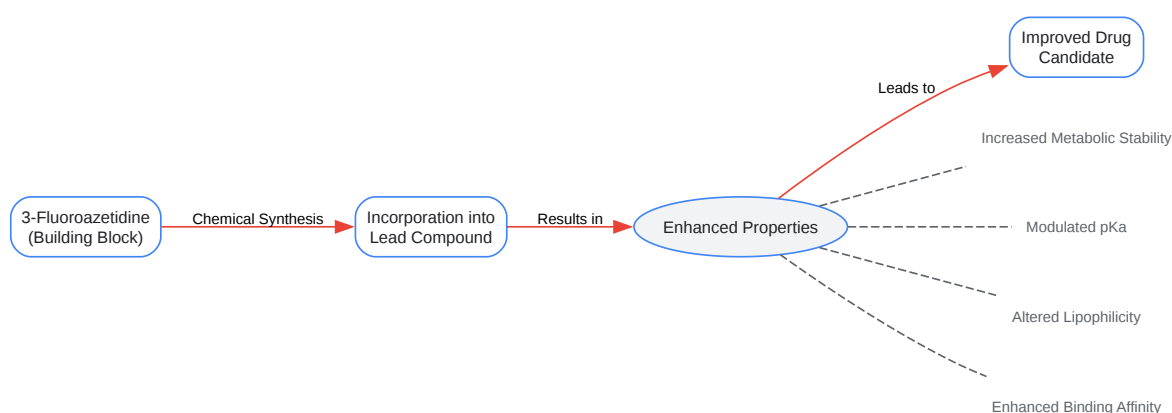 3-Fluoroazetidine
(Building Block)
Chemical Synthesis
Incorporation into
Lead Compound
Results in
Enhanced Properties
Leads to
Improved Drug
Candidate
Increased Metabolic Stability
Modulated pKa
Altered Lipophilicity
Enhanced Binding Affinity